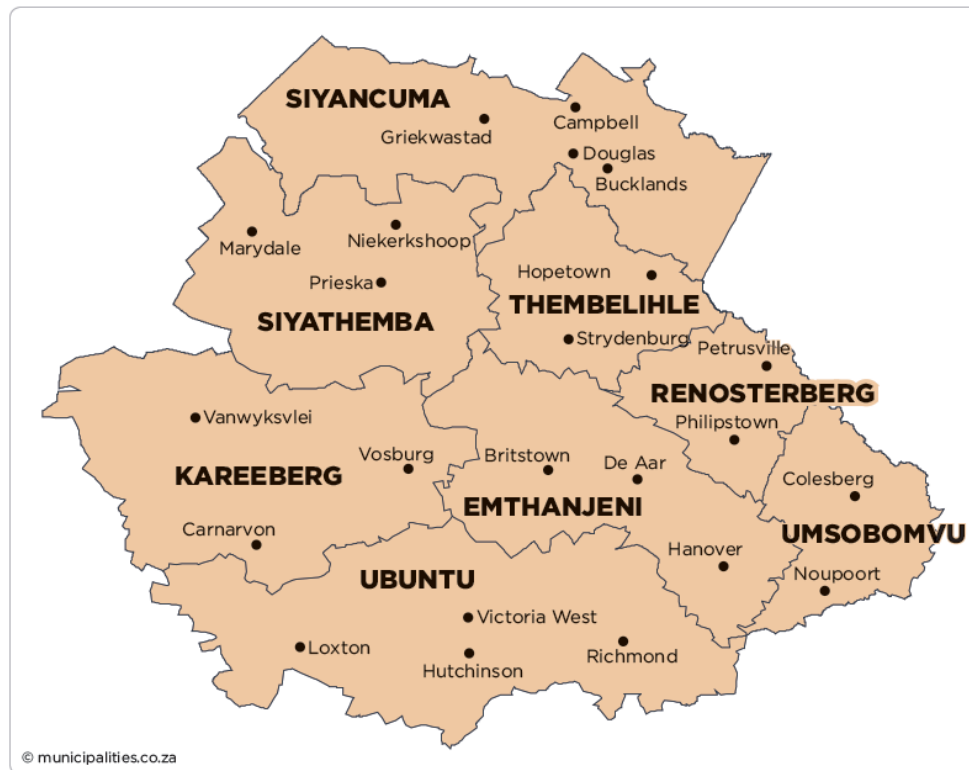 SIYANCUMA
Griekwastad
Campbell
Douglas
Bucklands
Marydale
Niekerkshoop
Prieska
SIYATHEMBA
Hopetown
THEMBELIHLE
Strydenburg
Petrusville
RENOSTERBERG
Philipstown
Vanwyksvlei
Vosburg
KAREEBERG
Carnarvon
Britstown
De Aar
EMTHANJENI
Hanover
Colesberg
UMSOBOMVU
Noupoort
UBUNTU
Victoria West
Loxton
Hutchinson
Richmond
© municipalities.co.za